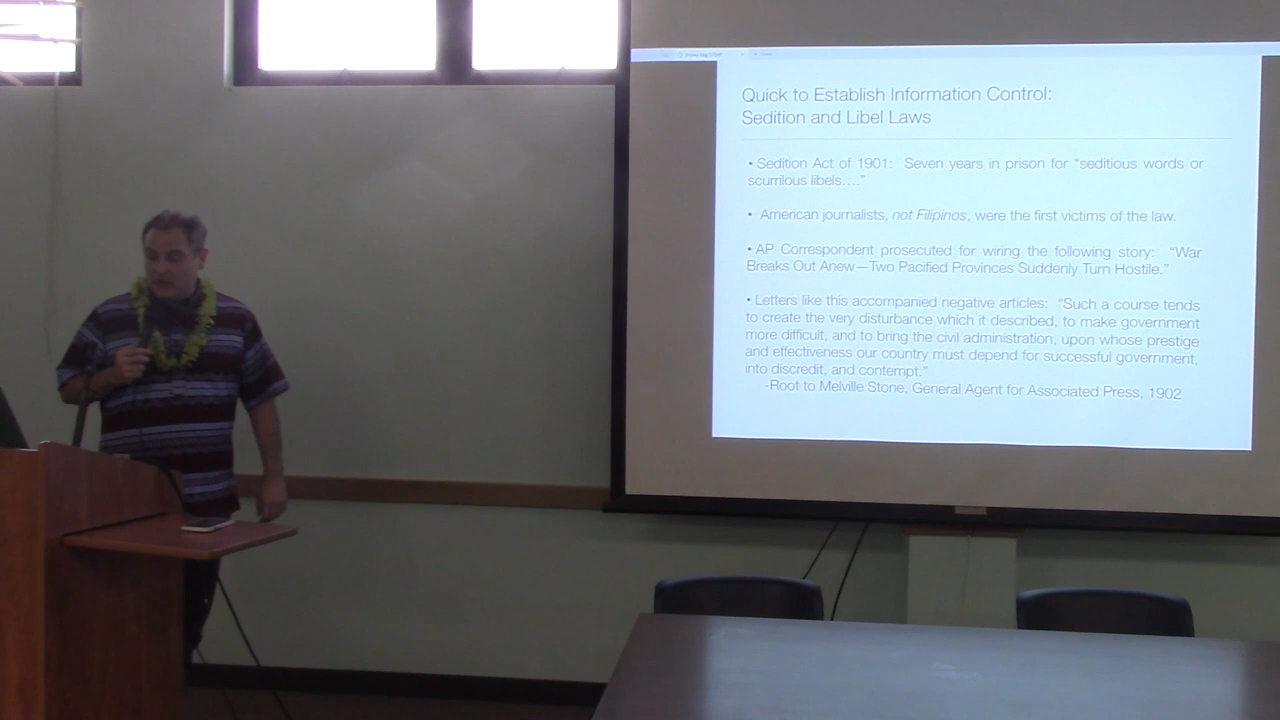 Quick to Establish Information Control:
Sedition and Libel Laws
• Sedition Act of 1901: Seven years in prison for “seditious words or
scurrilous libels....”
• American journalists, not Filipinos, were the first victims of the law.
• AP Correspondent prosecuted for wiring the following story: “War
Breaks Out Anew—Two Pacified Provinces Suddenly Turn Hostile.”
• Letters like this accompanied negative articles: “Such a course tends
to create the very disturbance which it described, to make government
more difficult, and to bring the civil administration, upon whose prestige
and effectiveness our country must depend for successful government,
into discredit, and contempt.”
-Root to Melville Stone, General Agent for Associated Press, 1902